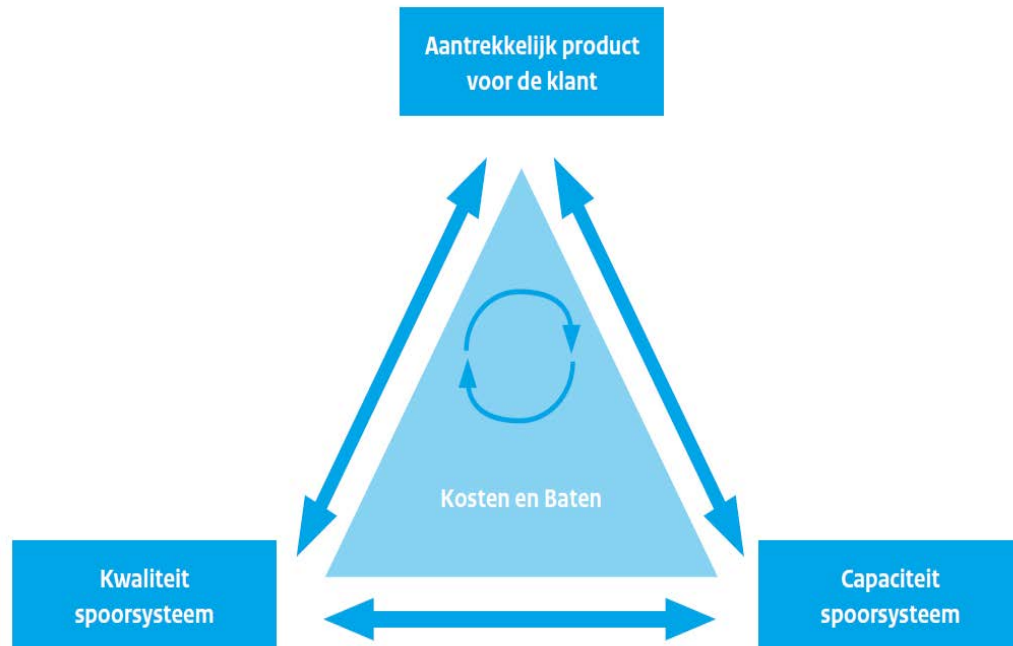 Aantrekkelijk product
voor de klant
Kosten en Baten
Kwaliteit
spoorsysteem
Capaciteit
spoorsysteem